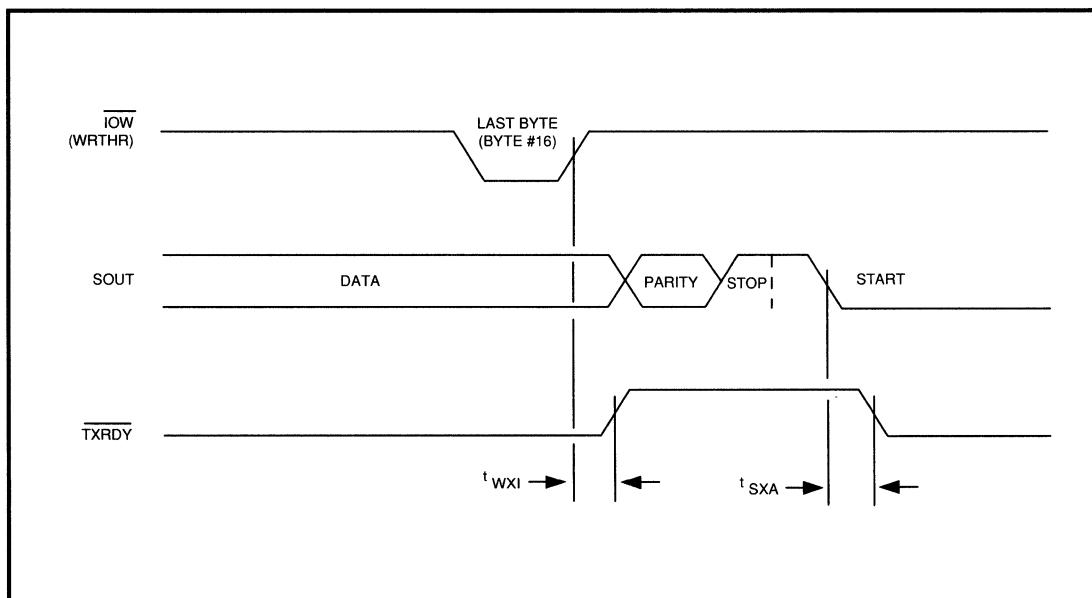 IOW
(WRTHR)
LAST BYTE
(BYTE #16)
SOUT
DATA
PARITY
STOP
START
TXRDY
t WXI
t SXA